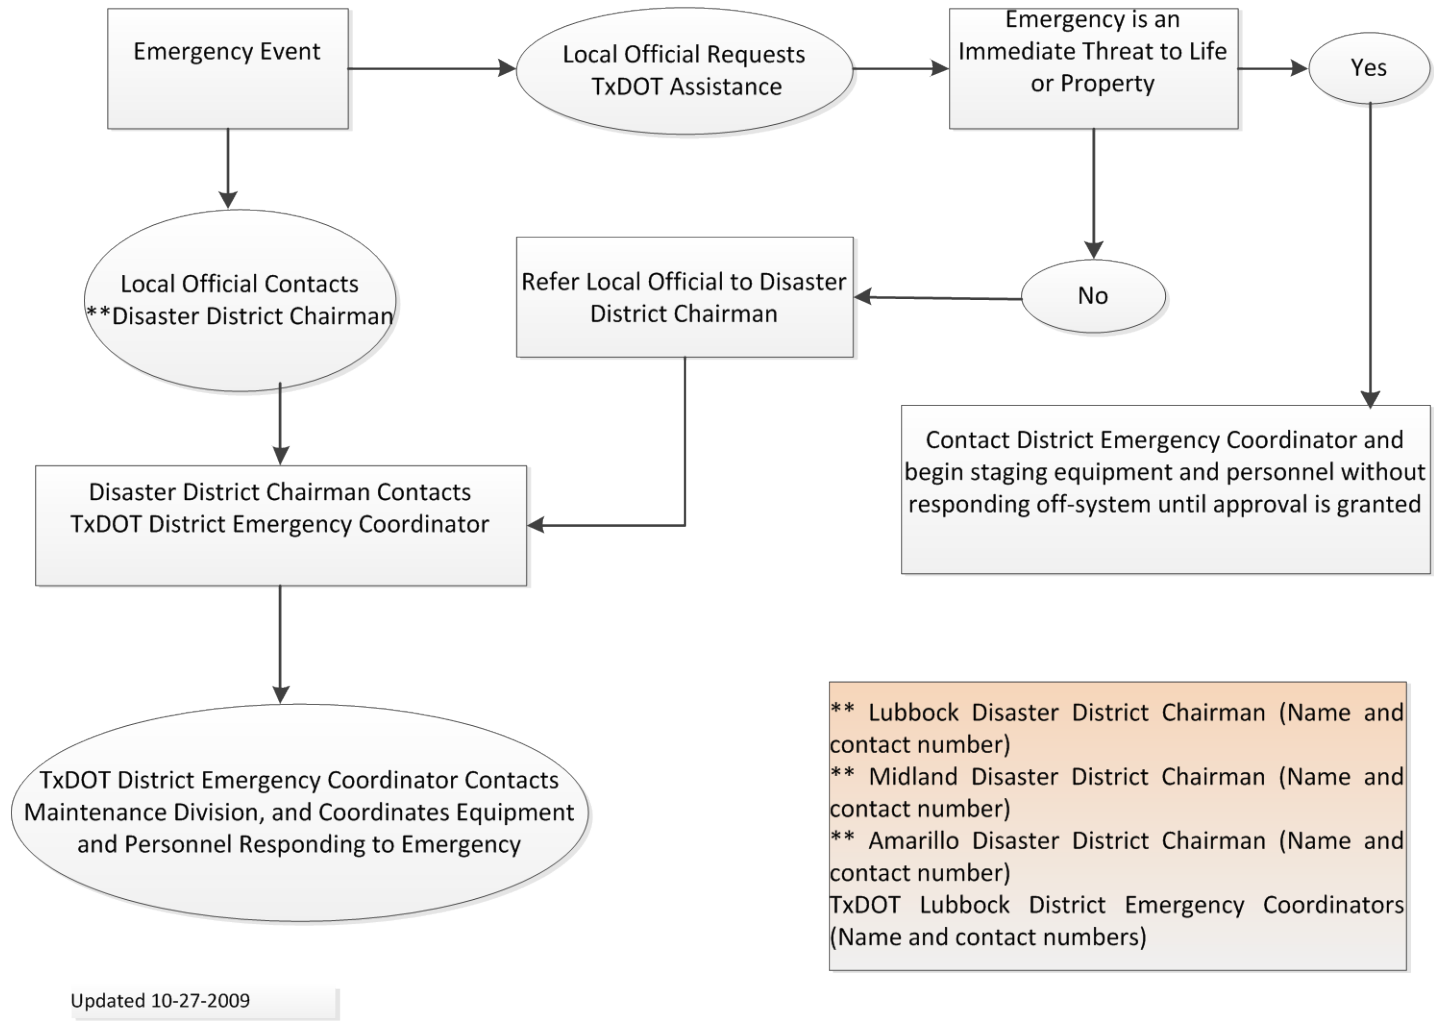 Emergency Event
Local Official Requests
TxDOT Assistance
Emergency is an
Immediate Threat to Life
or Property
Yes
Local Official Contacts
**Disaster District Chairman
Refer Local Official to Disaster
District Chairman
No
Contact District Emergency Coordinator and
begin staging equipment and personnel without
responding off-system until approval is granted
Disaster District Chairman Contacts
TxDOT District Emergency Coordinator
TxDOT District Emergency Coordinator Contacts
Maintenance Division, and Coordinates Equipment
and Personnel Responding to Emergency
** Lubbock Disaster District Chairman (Name and
contact number)
** Midland Disaster District Chairman (Name and
contact number)
** Amarillo Disaster District Chairman (Name and
contact number)
TxDOT Lubbock District Emergency Coordinators
(Name and contact numbers)
Updated 10-27-2009